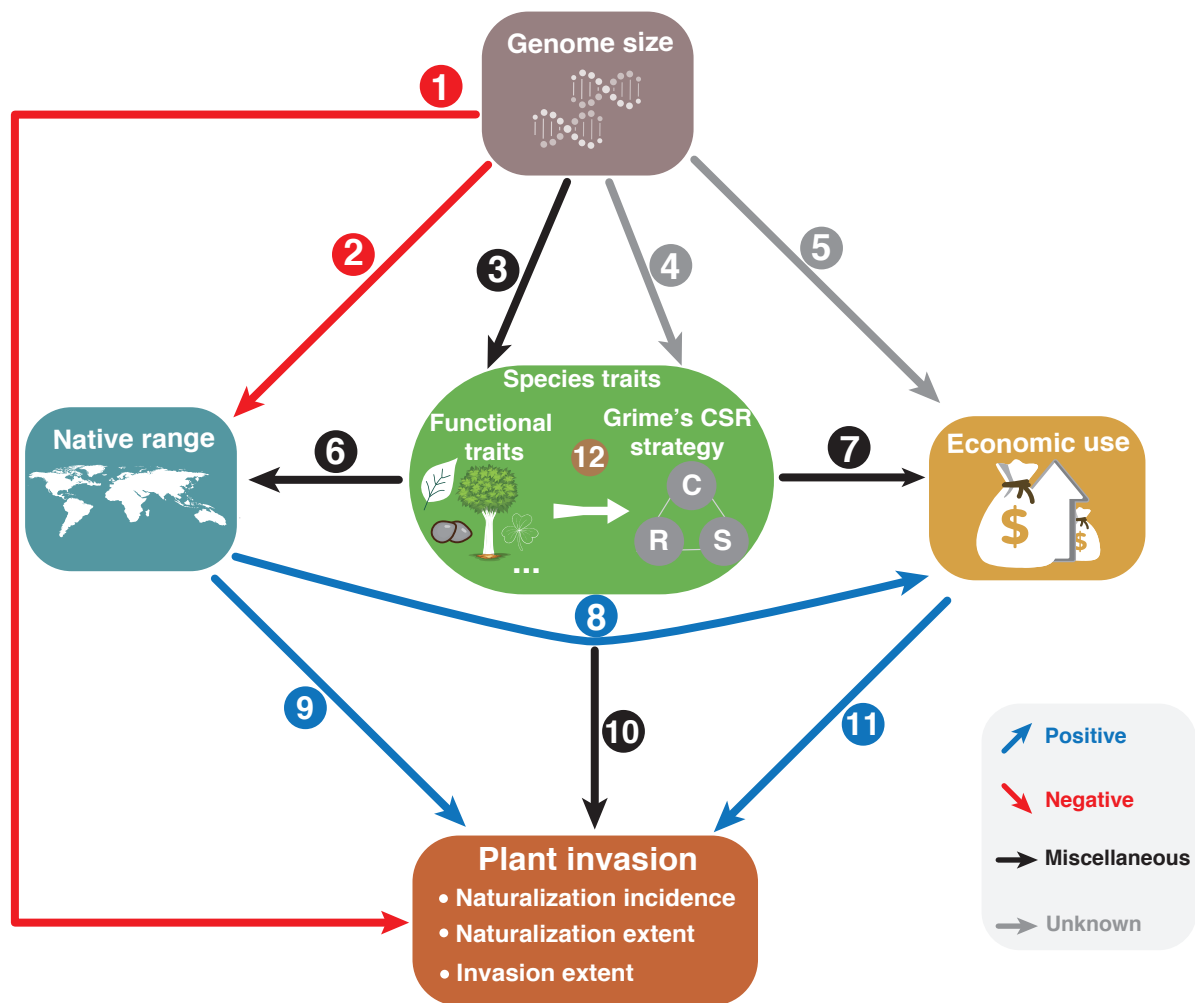 Genome size
1
2
3
4
5
Species traits
Functional
traits
Grime's CSR
strategy
12
C
R
S
...
Native range
6
7
Economic use
$
$
8
9
10
11
Plant invasion
• Naturalization incidence
• Naturalization extent
• Invasion extent
Positive
Negative
Miscellaneous
Unknown